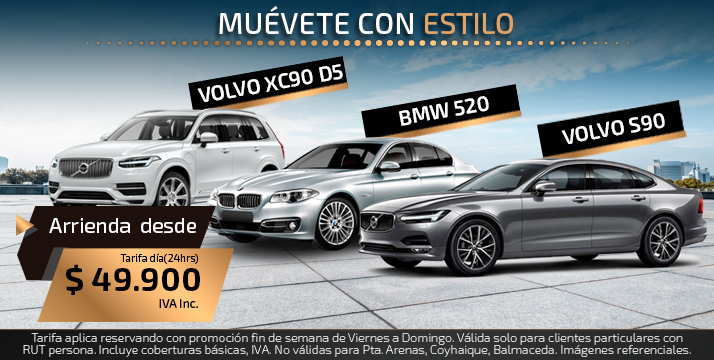 MUÉVETE CON ESTILO
VOLVO XC90 D5
BMW 520
VOLVO S90
Arrienda desde
Tarifa día(24hrs)
$ 49.900
IVA Inc.
Tarifa aplica reservando con promoción fin de semana de Viernes a Domingo. Válida solo para clientes particulares con
RUT persona. Incluye coberturas básicas, IVA. No válidas para Pta. Arenas, Coyhaique, Balmaceda. Imágenes referenciales.